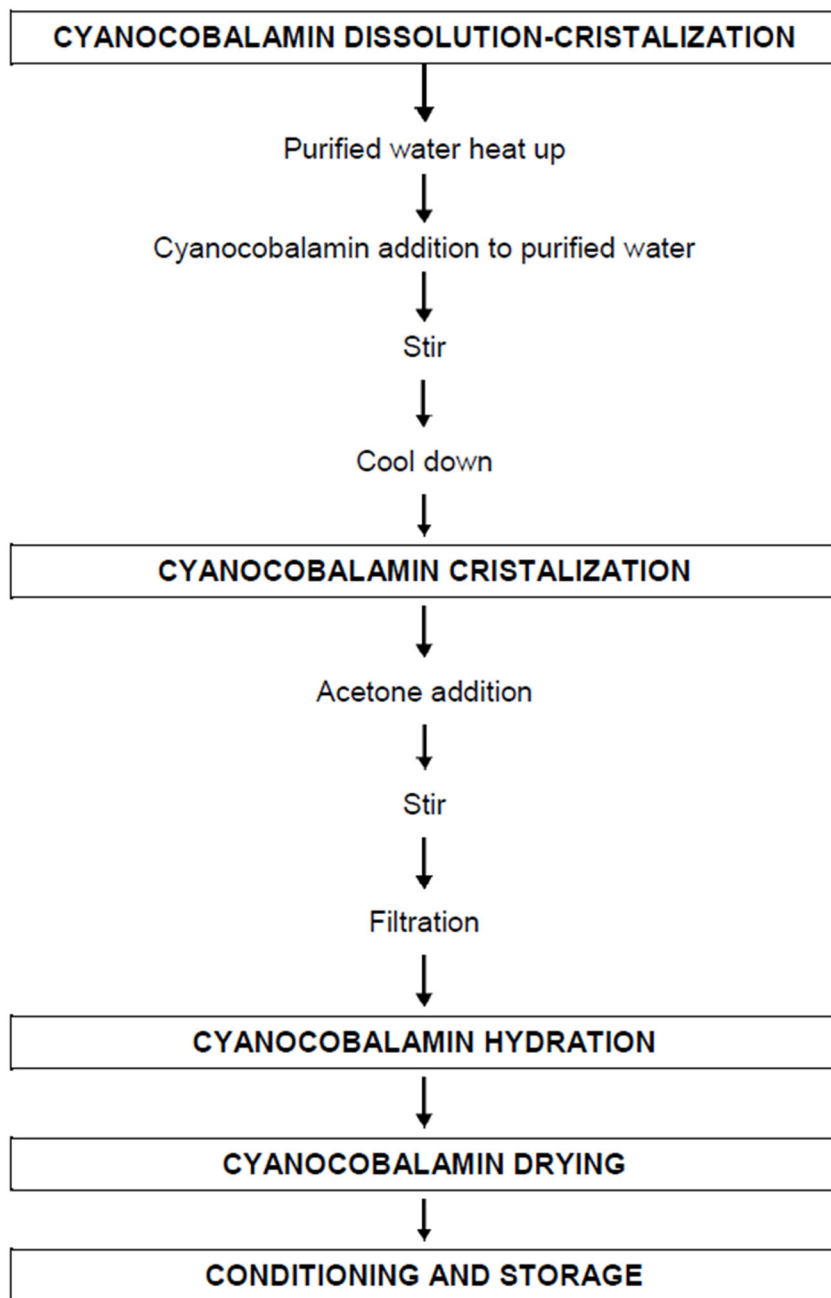 CYANOCOBALAMIN DISSOLUTION-CRISTALIZATION
Purified water heat up
Cyanocobalamin addition to purified water
Stir
Cool down
CYANOCOBALAMIN CRISTALIZATION
Acetone addition
Stir
Filtration
CYANOCOBALAMIN HYDRATION
CYANOCOBALAMIN DRYING
CONDITIONING AND STORAGE